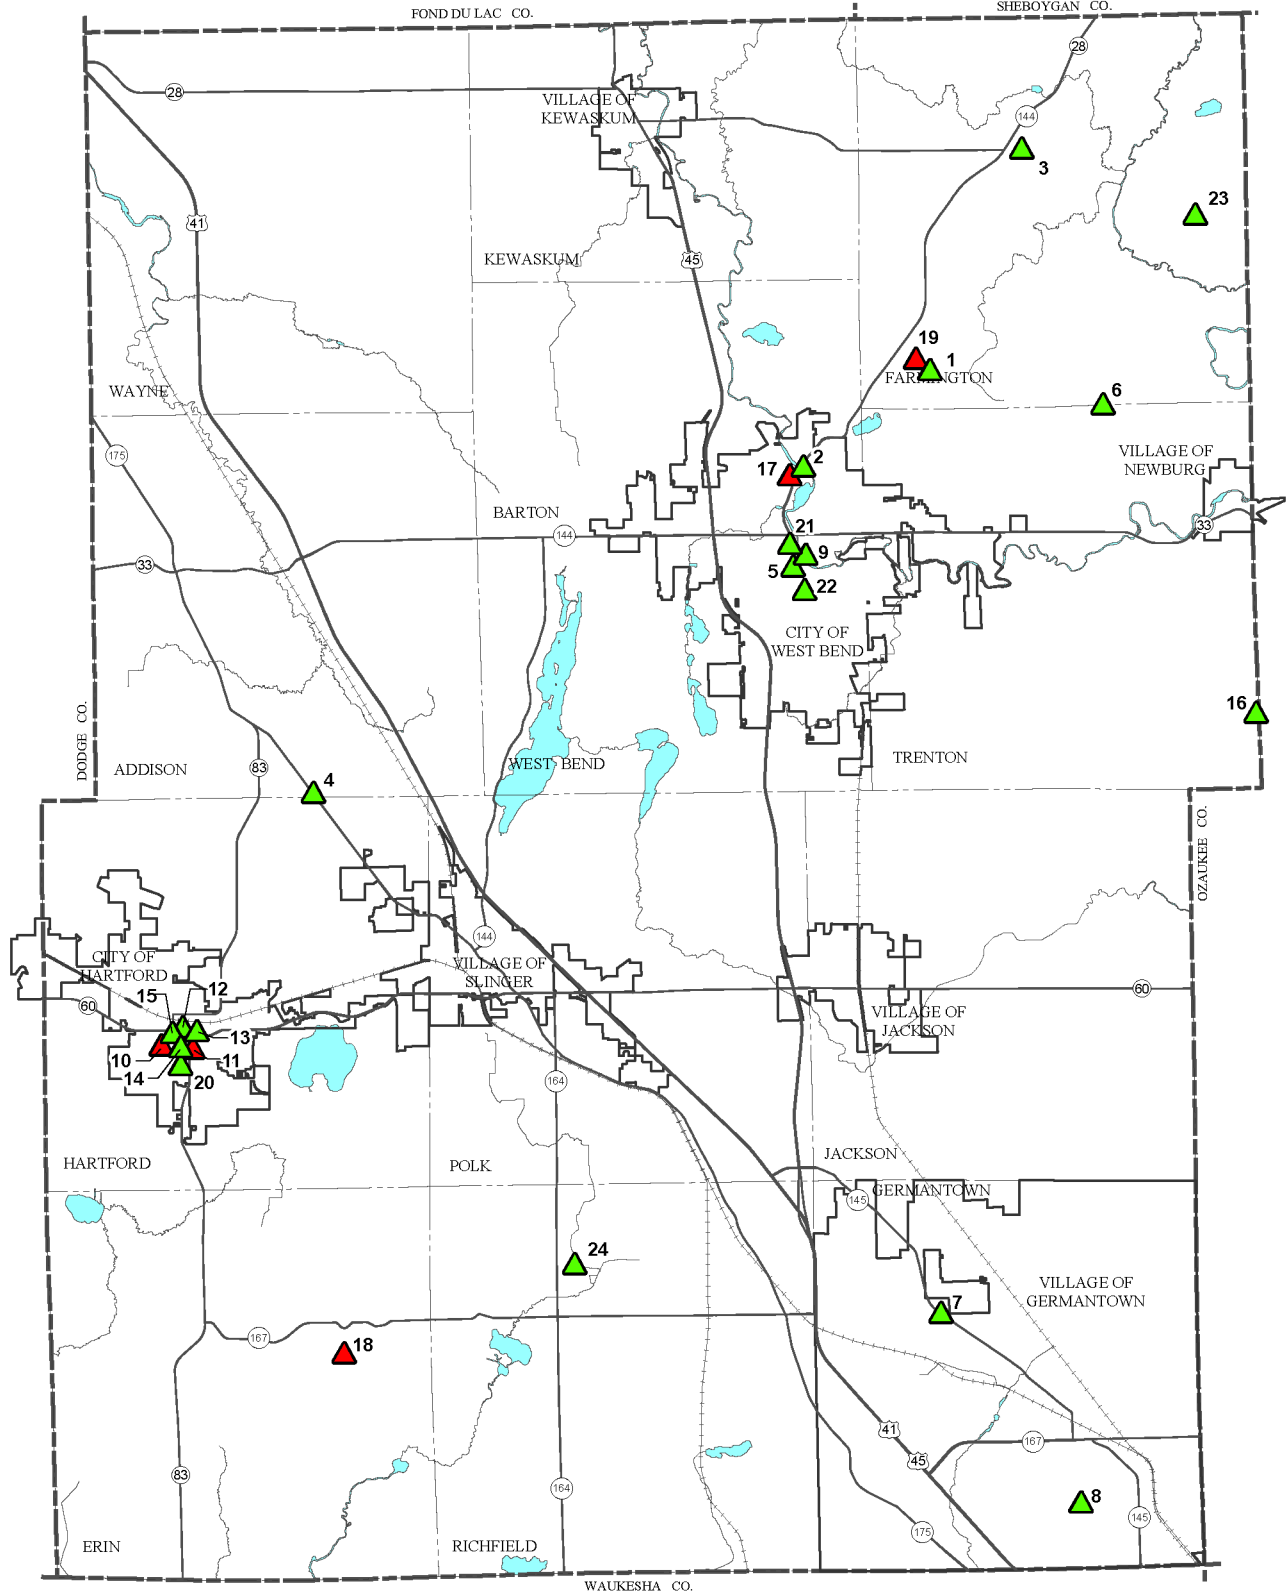 FOND DU LAC CO.
SHEBOYGAN CO.
28
28
VILLAGE OF
KEWASKUM
144
3
23
41
KEWASKUM
45
19
1
FARMINGTON
WAYNE
6
175
17
2
VILLAGE OF
NEWBURG
BARTON
144
21
33
33
9
5
22
CITY OF
WEST BEND
16
DODGE CO.
ADDISON
83
4
WEST BEND
TRENTON
OZAUKEE CO.
144
CITY OF
HARTFORD
VILLAGE OF
SLINGER
15
12
60
60
VILLAGE OF
JACKSON
13
10
11
14
20
164
HARTFORD
POLK
JACKSON
GERMANTOWN
145
24
VILLAGE OF
GERMANTOWN
7
167
18
41
45
167
83
164
8
175
145
ERIN
RICHFIELD
WAUKESHA CO.